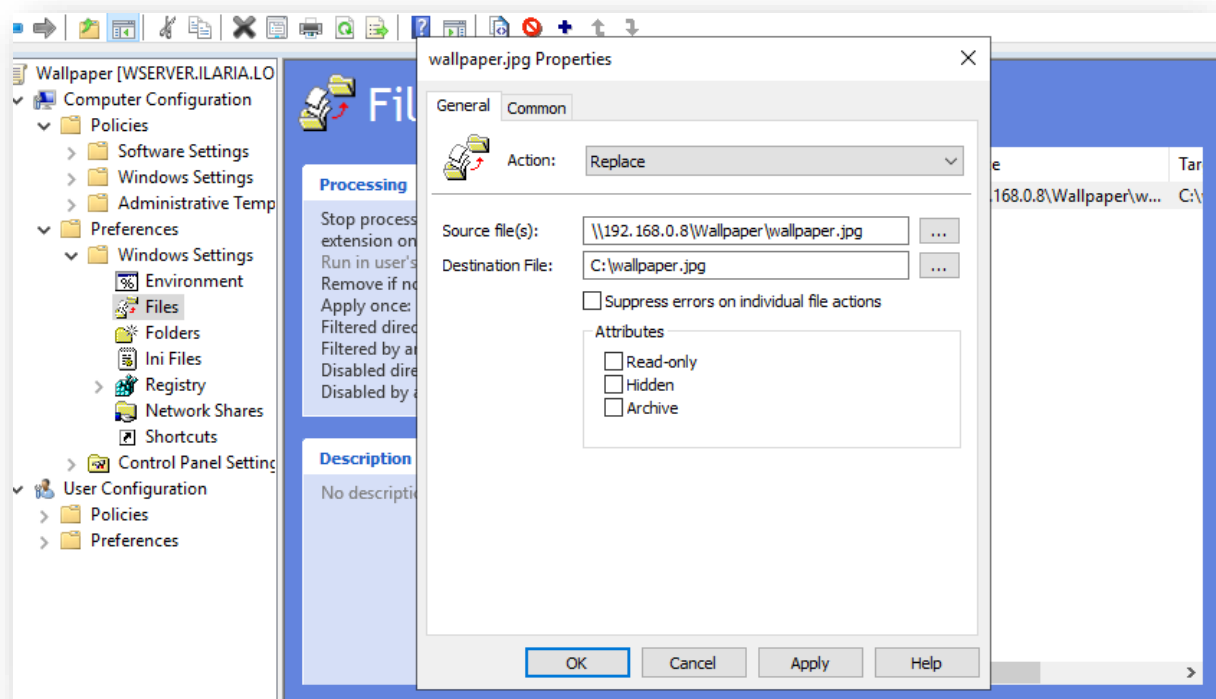 Wallpaper [WSERVER.ILARIA.LO
Computer Configuration
Policies
Software Settings
Windows Settings
Administrative Temp
Preferences
Windows Settings
Environment
Files
Folders
Ini Files
Registry
Network Shares
Shortcuts
Control Panel Setting
User Configuration
Policies
Preferences
Fil
Processing
Stop process
extension on
Run in user's
Remove if no
Apply once:
Filtered direc
Filtered by a
Disabled dire
Disabled by a
Description
No descriptio
wallpaper.jpg Properties
General Common
Action: Replace
Source file(s): \\192.168.0.8\Wallpaper\wallpaper.jpg ...
Destination File: C:\wallpaper.jpg ...
Suppress errors on individual file actions
Attributes
Read-only
Hidden
Archive
OK Cancel Apply Help
e Tar
.168.0.8\Wallpaper\w... C:\